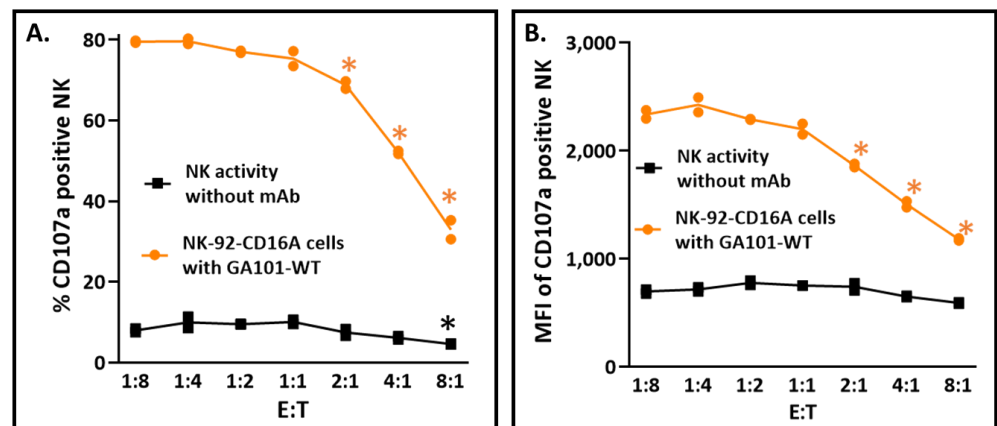 A.
% CD107a positive NK
80
60
40
20
0
*
*
*
*
NK activity
without mAb
NK-92-CD16A cells
with GA101-WT
1:8 1:4 1:2 1:1 2:1 4:1 8:1
E:T
B.
MFI of CD107a positive NK
3,000
2,000
1,000
0
*
*
*
NK activity
without mAb
NK-92-CD16A cells
with GA101-WT
1:8 1:4 1:2 1:1 2:1 4:1 8:1
E:T